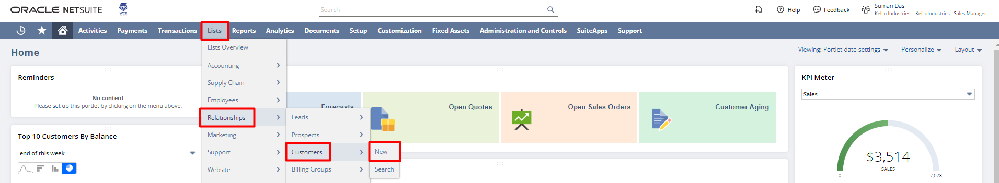 ORACLE NETSUITE
WCT
Search
Help
Feedback
Suman Das
Kelco Industries - KelcoIndustries - Sales Manager
Activities
Payments
Transactions
Lists
Reports
Analytics
Documents
Setup
Customization
Fixed Assets
Administration and Controls
SuiteApps
Support
Home
Viewing: Portlet date settings
Personalize
Layout
Lists Overview
Accounting
Supply Chain
Employees
Relationships
Marketing
Support
Website
Leads
Prospects
Customers
Billing Groups
New
Search
Reminders
No content
Please set up this portlet by clicking on the menu above.
Top 10 Customers By Balance
end of this week
Forecasts
Open Quotes
Open Sales Orders
Customer Aging
KPI Meter
Sales
$3,514
SALES
0
7,028